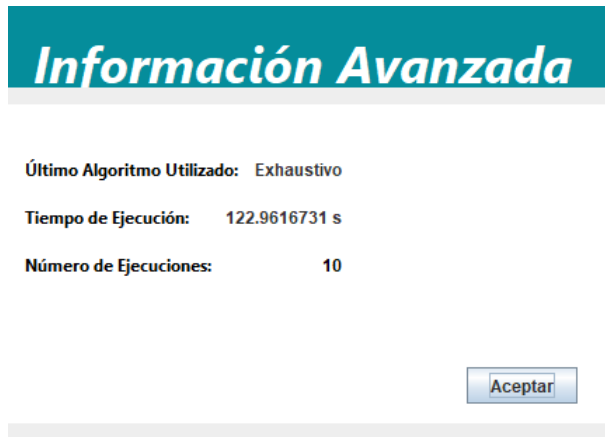 Información Avanzada
Último Algoritmo Utilizado: Exhaustivo
Tiempo de Ejecución: 122.9616731 s
Número de Ejecuciones: 10
Aceptar